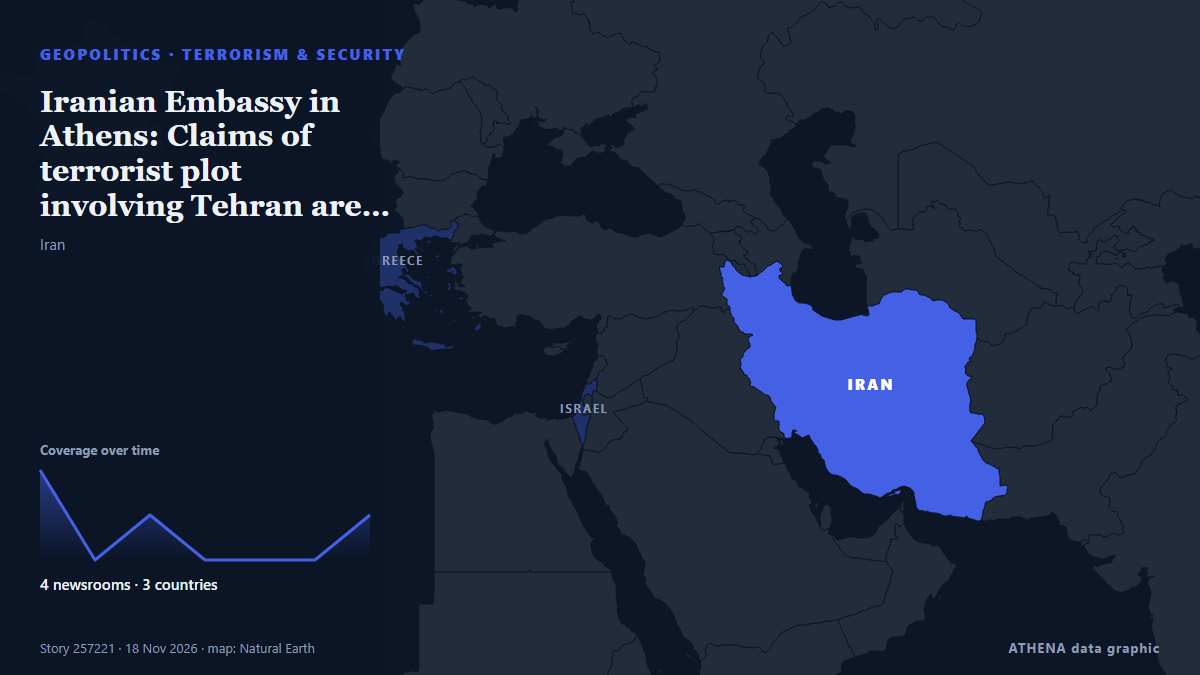 GEOPOLITICS · TERRORISM & SECURITY
Iranian Embassy in
Athens: Claims of
terrorist plot
involving Tehran are...
Iran
REECE
ISRAEL
IRAN
Coverage over time
4 newsrooms · 3 countries
Story 257221 · 18 Nov 2026 · map: Natural Earth
ATHENA data graphic